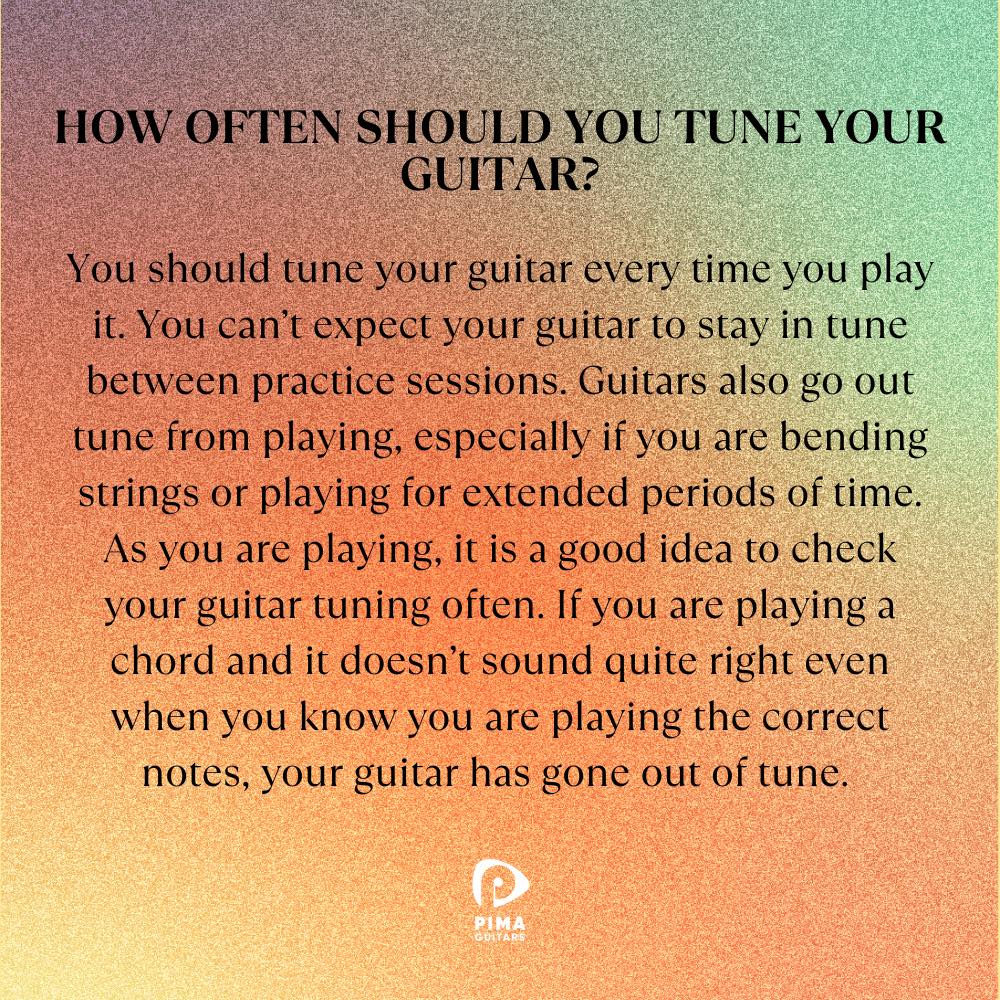 HOW OFTEN SHOULD YOU TUNE YOUR
GUITAR?
You should tune your guitar every time you play
it. You can’t expect your guitar to stay in tune
between practice sessions. Guitars also go out
tune from playing, especially if you are bending
strings or playing for extended periods of time.
As you are playing, it is a good idea to check
your guitar tuning often. If you are playing a
chord and it doesn’t sound quite right even
when you know you are playing the correct
notes, your guitar has gone out of tune.
PIMA
GUITARS